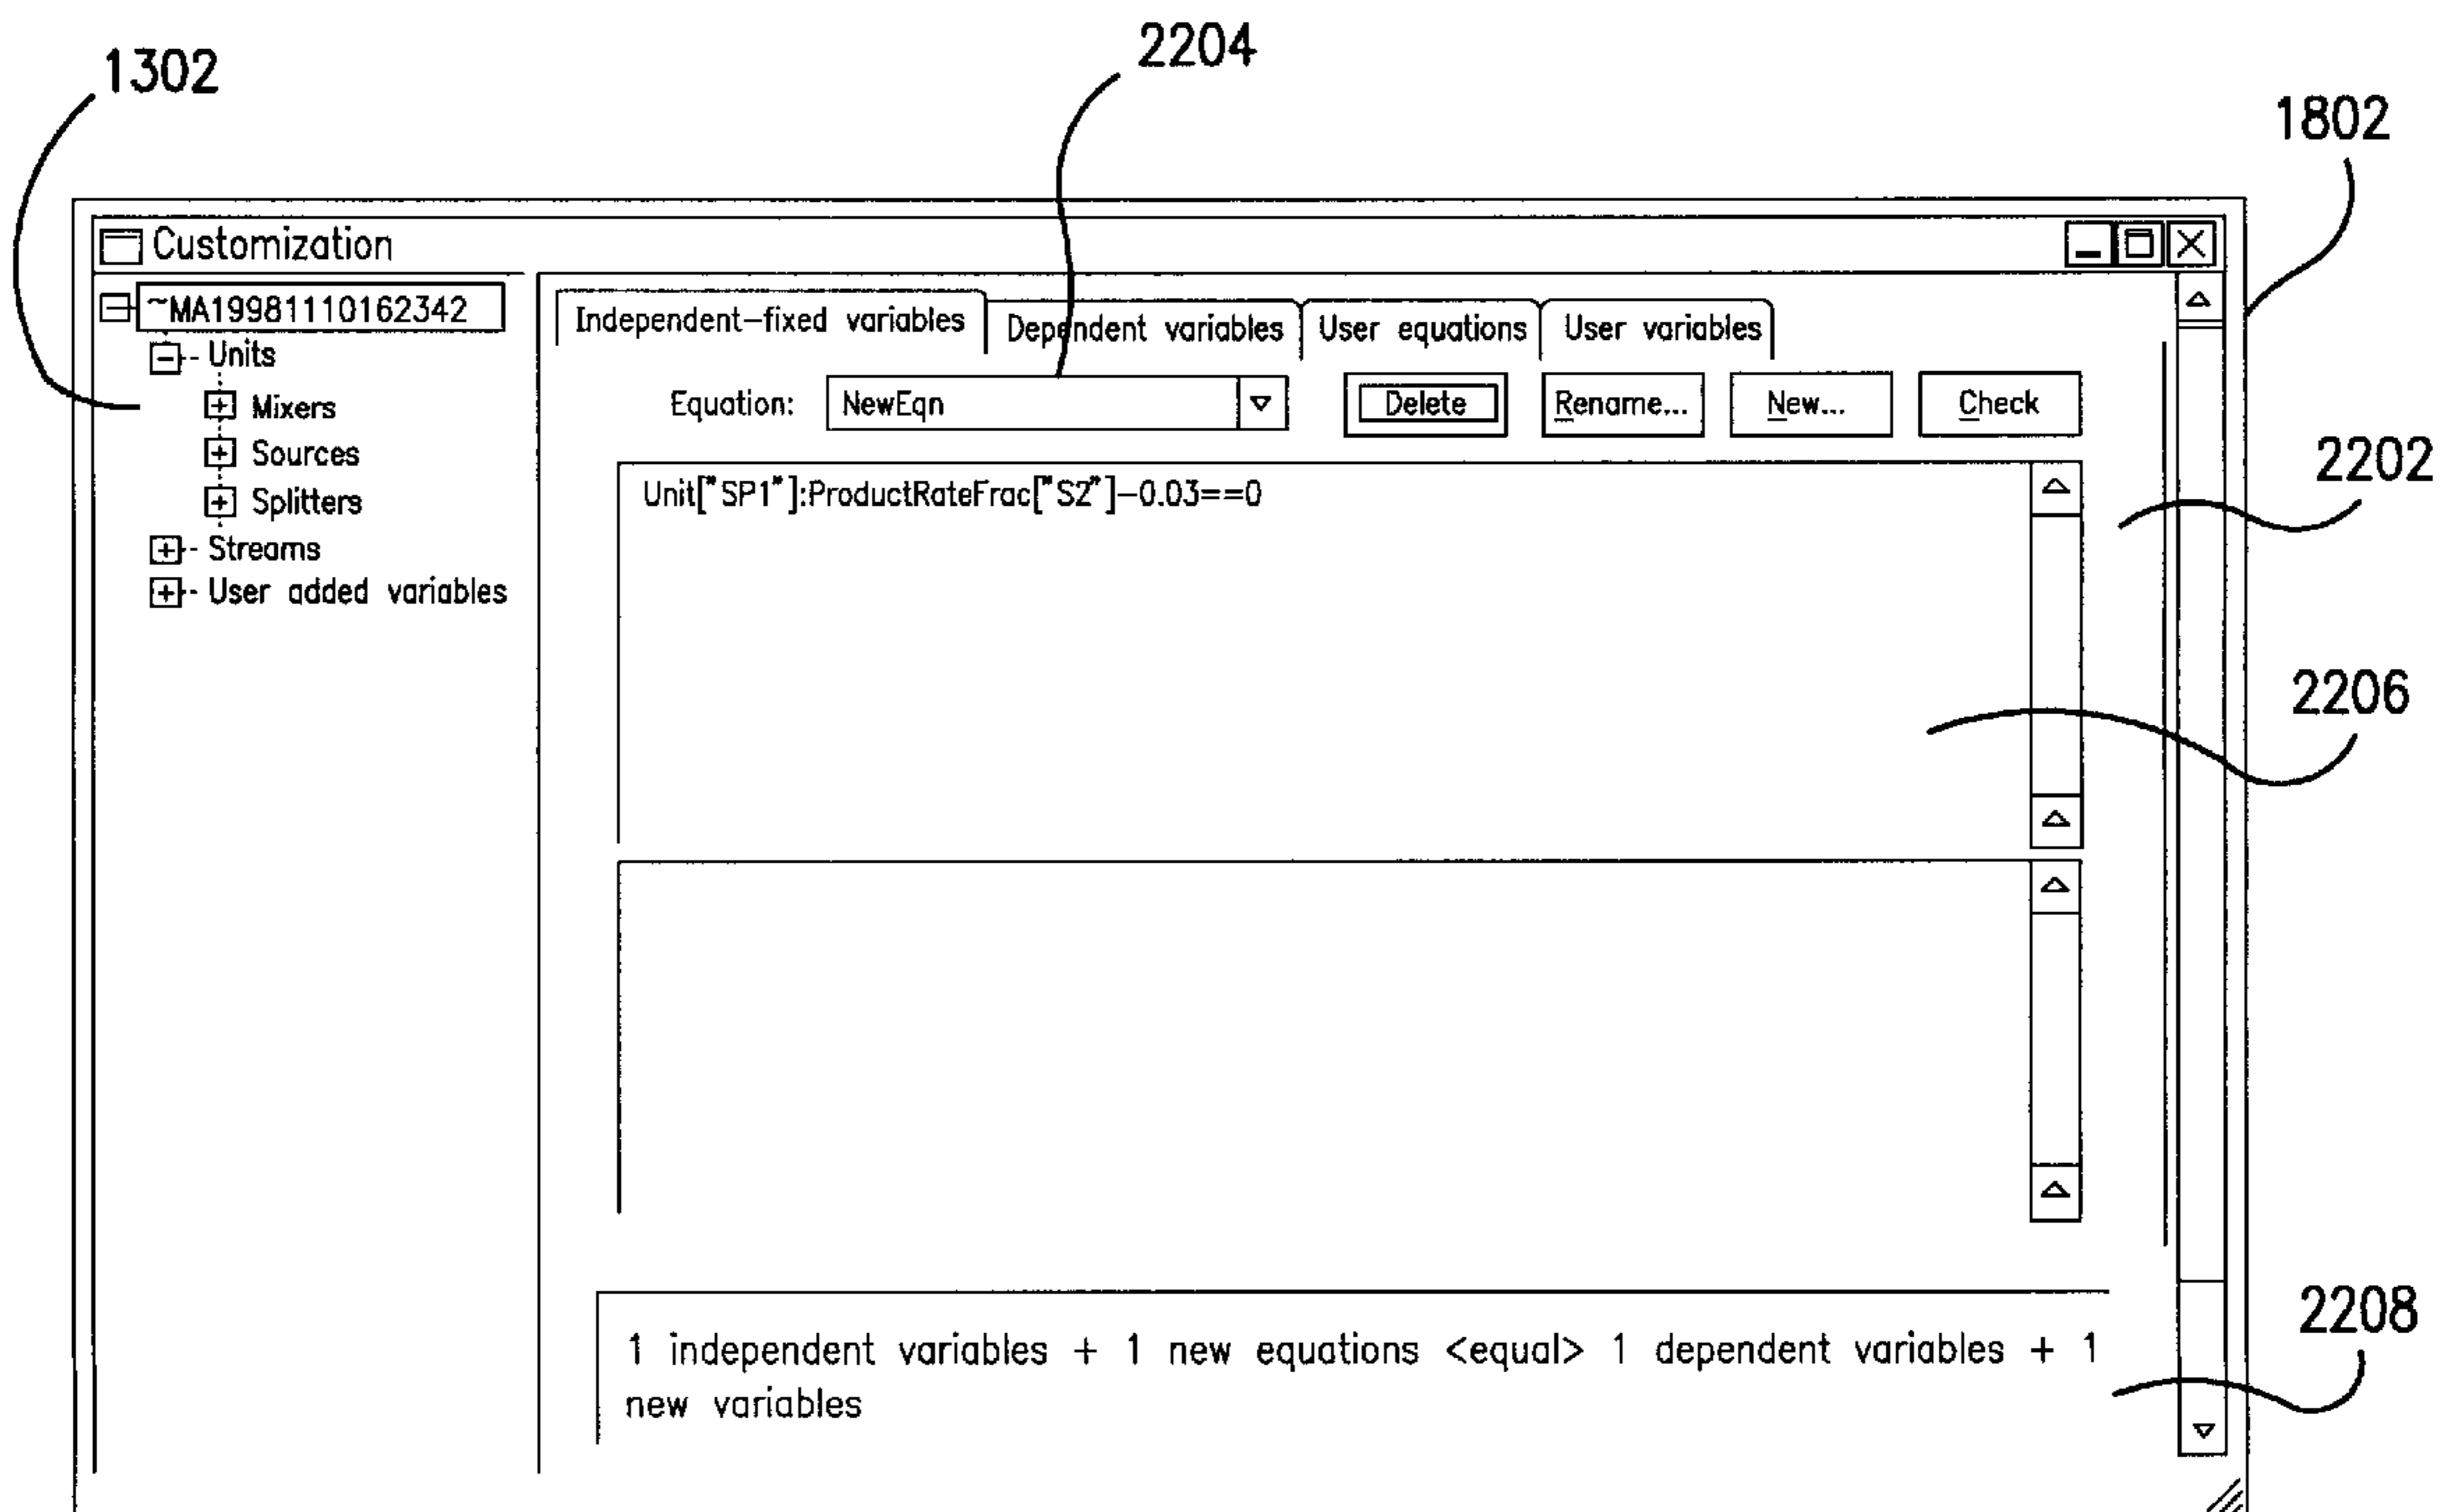 1302
2204
1802
Customization
~MA19981110162342
Units
Mixers
Sources
Splitters
Streams
User added variables
Independent-fixed variables
Dependent variables
User equations
User variables
Equation:
NewEqn
Delete
Rename...
New...
Check
2202
Unit["SP1"]:ProductRateFrac["S2"]-0.03==0
2206
2208
1 independent variables + 1 new equations <equal> 1 dependent variables + 1
new variables